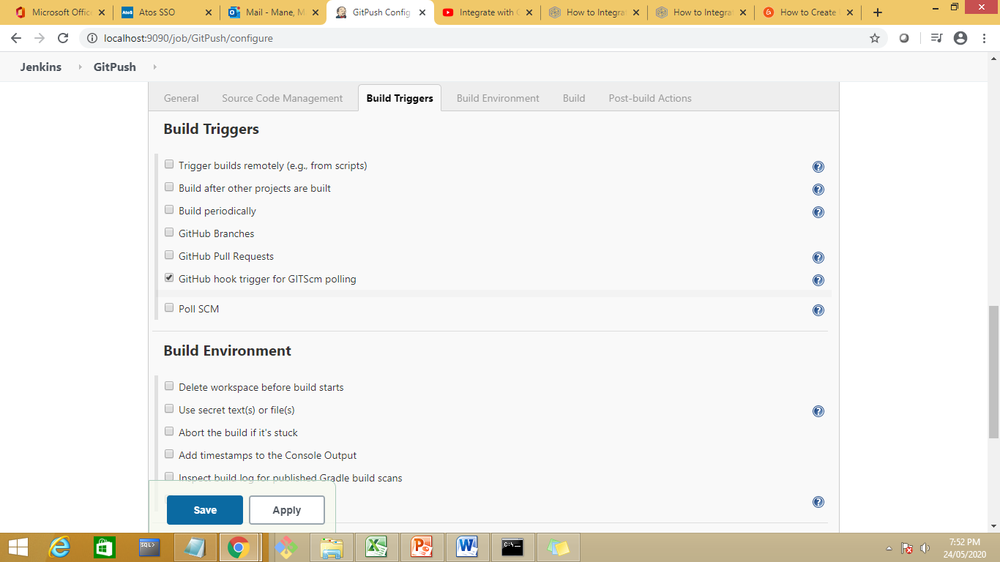 Microsoft Offic
Atos
Atos SSO
Mail - Mane, M
GitPush Config
Integrate with
How to Integra
How to Integra
How to Create
localhost:9090/job/GitPush/configure
Jenkins
GitPush
General
Source Code Management
Build Triggers
Build Environment
Build
Post-build Actions
Build Triggers
Trigger builds remotely (e.g., from scripts)
Build after other projects are built
Build periodically
GitHub Branches
GitHub Pull Requests
GitHub hook trigger for GITScm polling
Poll SCM
Build Environment
Delete workspace before build starts
Use secret text(s) or file(s)
Abort the build if it's stuck
Add timestamps to the Console Output
Inspect build log for published Gradle build scans
Save
Apply
SQL>
C:\_
7:52 PM
24/05/2020